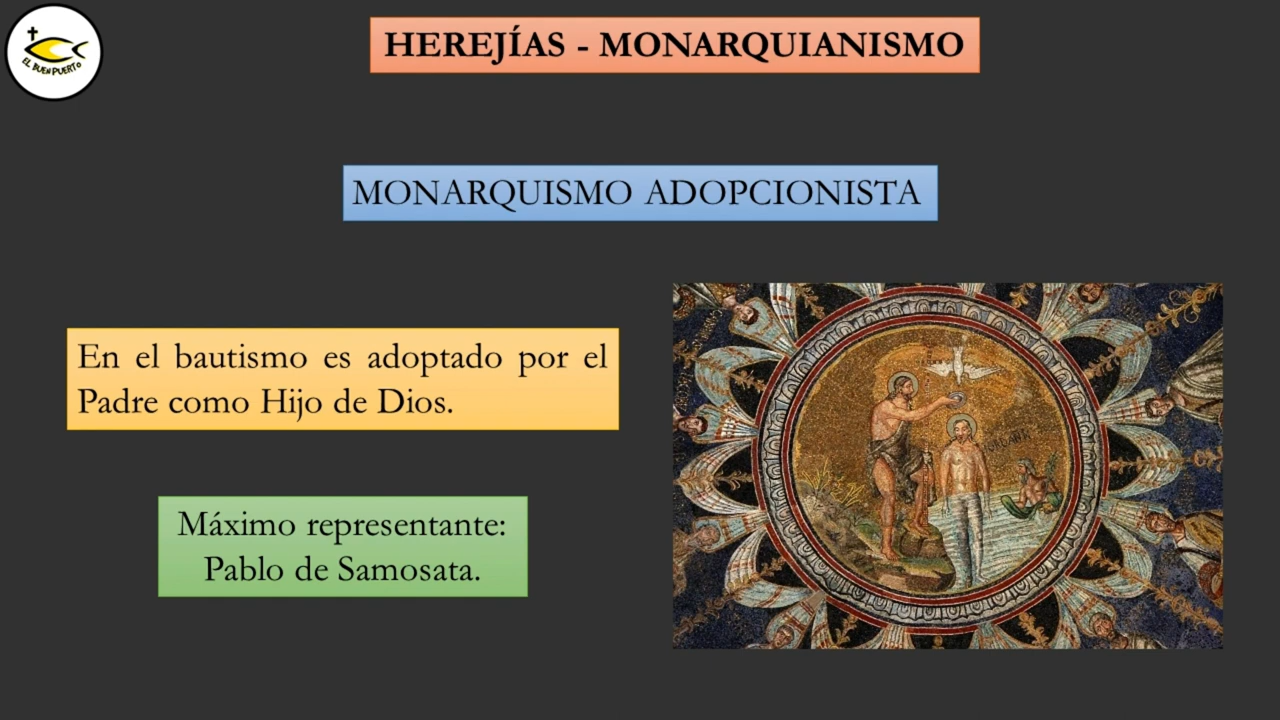 EL BUEN PUERTO
HEREJÍAS - MONARQUIANISMO
MONARQUISMO ADOPCIONISTA
En el bautismo es adoptado por el
Padre como Hijo de Dios.
Máximo representante:
Pablo de Samosata.